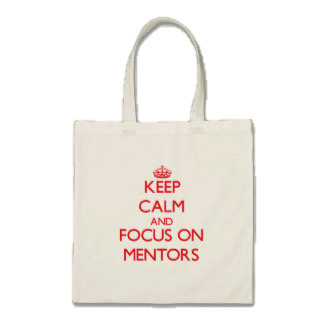 KEEP
CALM
AND
FOCUS ON
MENTORS